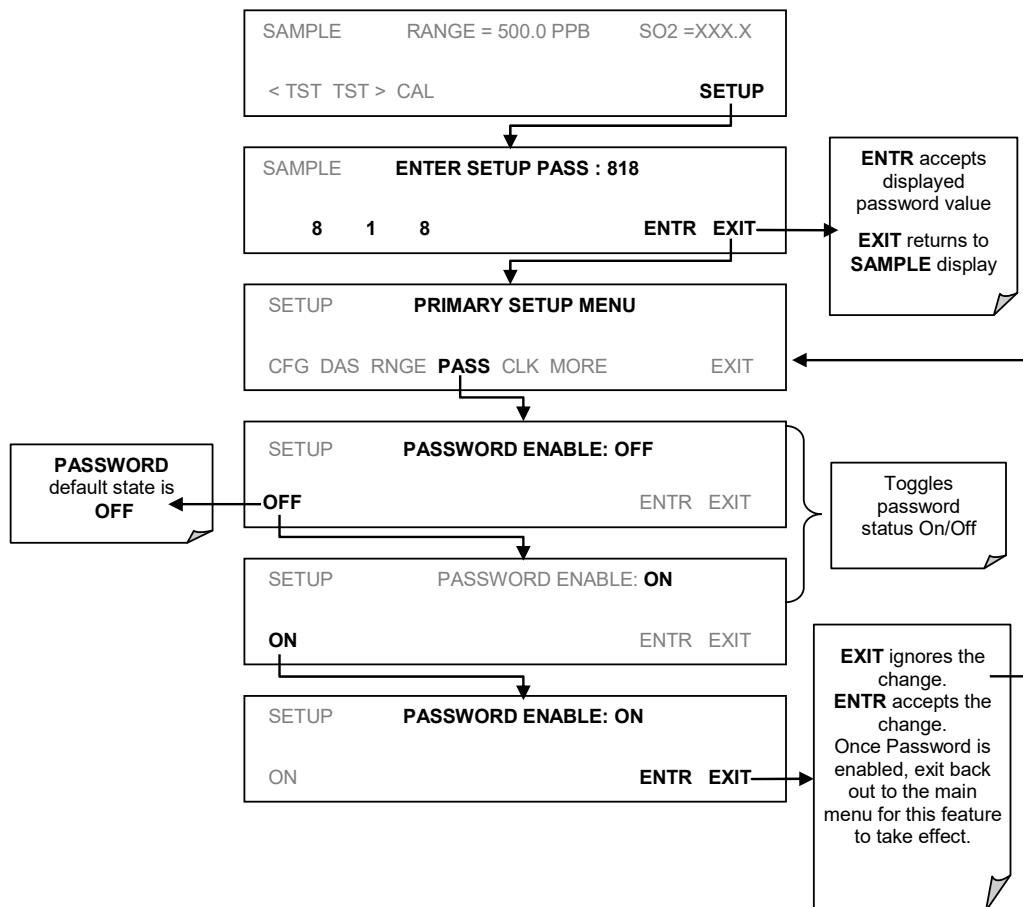 SAMPLE RANGE = 500.0 PPB SO2 =XXX.X
< TST TST > CAL SETUP
SAMPLE ENTER SETUP PASS : 818
8 1 8 ENTR EXIT
ENTR accepts
displayed
password value
EXIT returns to
SAMPLE display
SETUP PRIMARY SETUP MENU
CFG DAS RNGE PASS CLK MORE EXIT
SETUP PASSWORD ENABLE: OFF
OFF ENTR EXIT
PASSWORD
default state is
OFF
Toggles
password
status On/Off
SETUP PASSWORD ENABLE: ON
ON ENTR EXIT
SETUP PASSWORD ENABLE: ON
ON ENTR EXIT
EXIT ignores the
change.
ENTR accepts the
change.
Once Password is
enabled, exit back
out to the main
menu for this feature
to take effect.